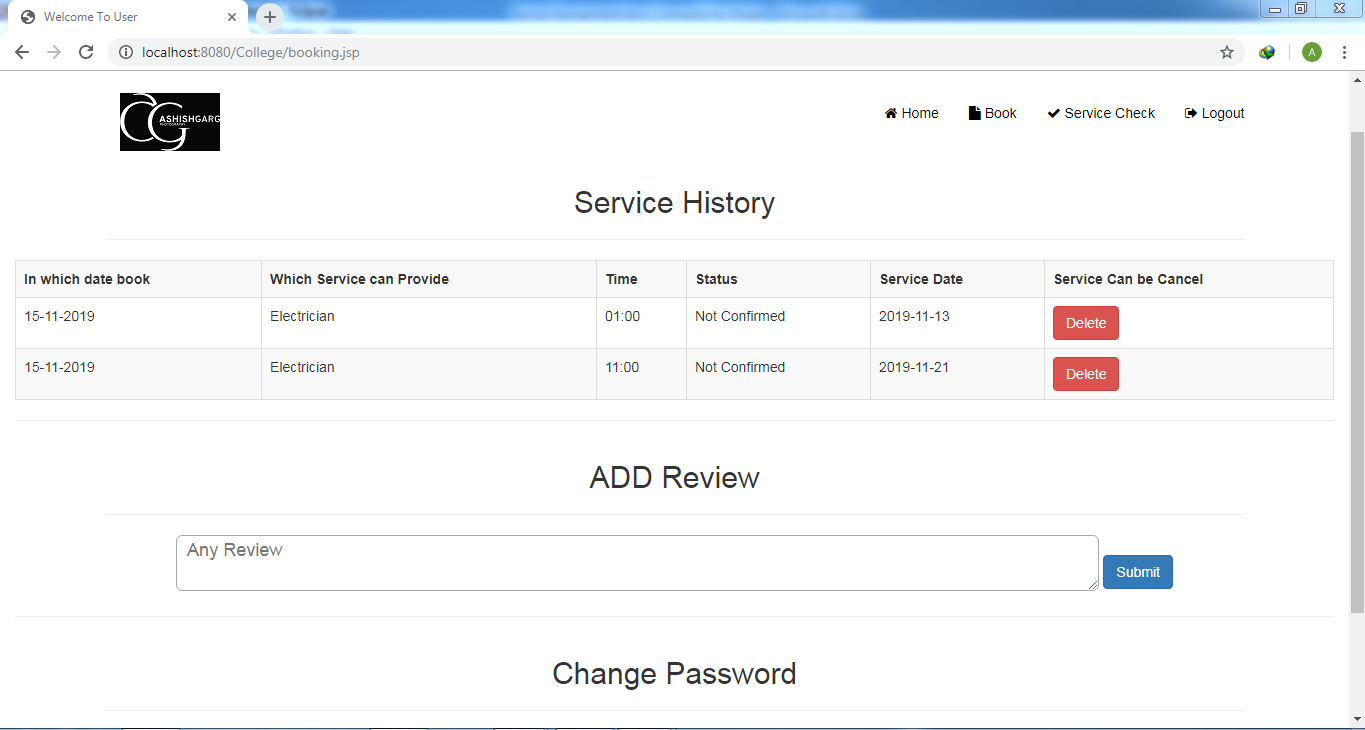 Welcome To User
localhost:8080/College/booking.jsp
A
ASHISHGARG
PHOTOGRAPHY
Home Book Service Check Logout
Service History
In which date book Which Service can Provide Time Status Service Date Service Can be Cancel
15-11-2019 Electrician 01:00 Not Confirmed 2019-11-13 Delete
15-11-2019 Electrician 11:00 Not Confirmed 2019-11-21 Delete
ADD Review
Any Review
Submit
Change Password